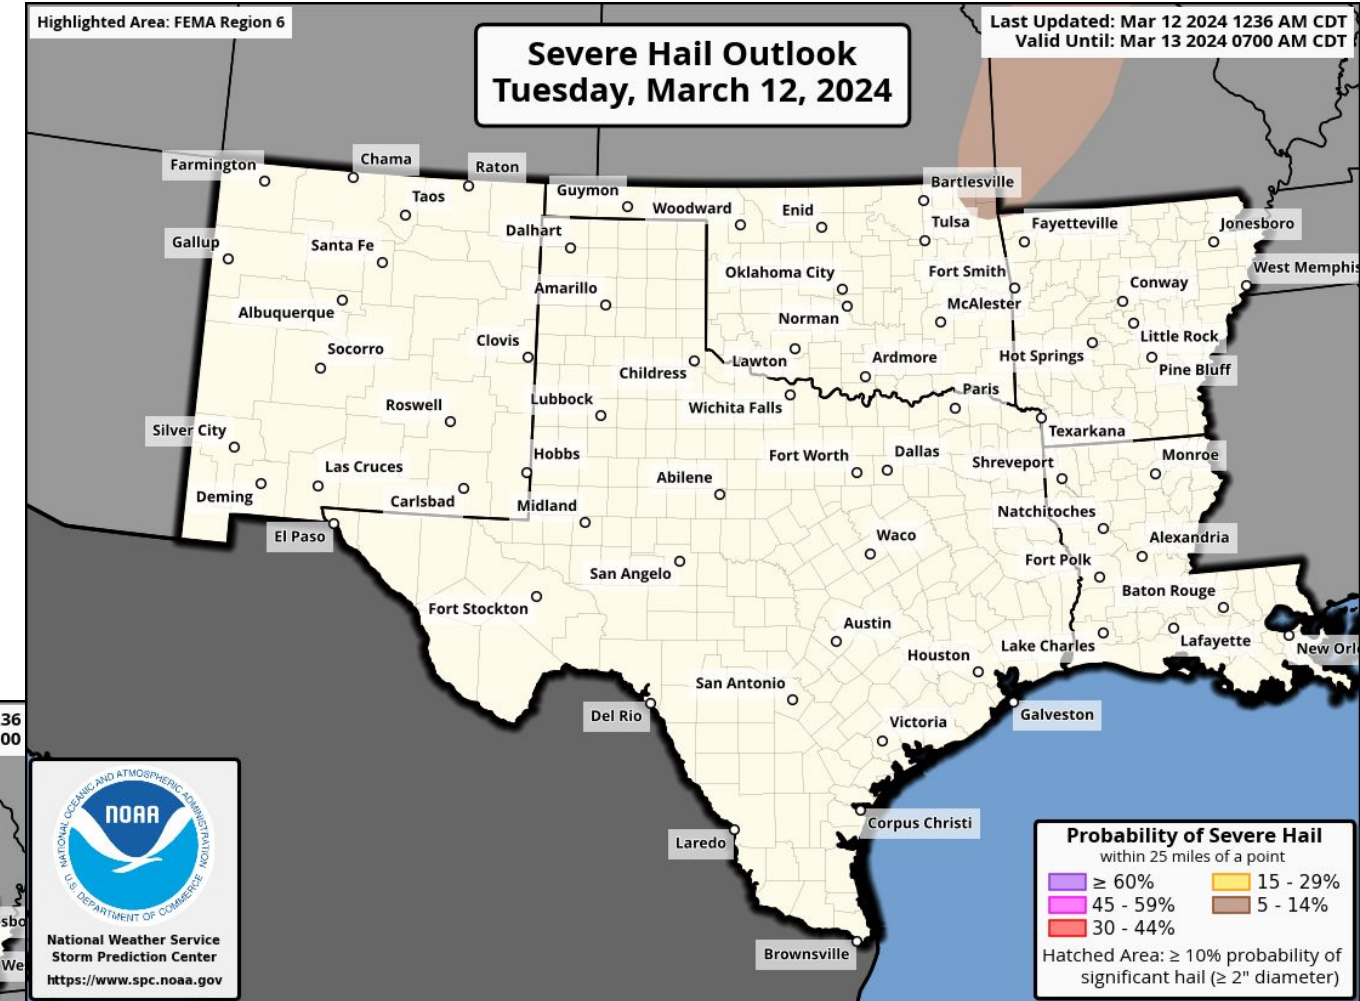 Highlighted Area: FEMA Region 6
Last Updated: Mar 12 2024 1236 AM CDT
Valid Until: Mar 13 2024 0700 AM CDT
Severe Hail Outlook
Tuesday, March 12, 2024
Farmington
Chama
Raton
Taos
Guymon
Woodward
Enid
Bartlesville
Tulsa
Fayetteville
Jonesboro
Gallup
Santa Fe
Dalhart
Oklahoma City
Fort Smith
West Memphis
Amarillo
Conway
Albuquerque
Norman
McAlester
Socorro
Clovis
Little Rock
Childress
Lawton
Ardmore
Hot Springs
Pine Bluff
Roswell
Lubbock
Wichita Falls
Paris
Silver City
Texarkana
Las Cruces
Hobbs
Abilene
Fort Worth
Dallas
Shreveport
Monroe
Deming
Carlsbad
Midland
Natchitoches
El Paso
Waco
Alexandria
San Angelo
Fort Polk
Baton Rouge
Fort Stockton
Austin
Lake Charles
Lafayette
New Orl
Houston
San Antonio
Del Rio
Galveston
Victoria
Corpus Christi
Laredo
Brownsville
36
00
sbo
We
NATIONAL OCEANIC AND ATMOSPHERIC ADMINISTRATION
NOAA
U.S. DEPARTMENT OF COMMERCE
National Weather Service
Storm Prediction Center
https://www.spc.noaa.gov
Probability of Severe Hail
within 25 miles of a point
≥ 60%
15 - 29%
45 - 59%
5 - 14%
30 - 44%
Hatched Area: ≥ 10% probability of
significant hail (≥ 2" diameter)